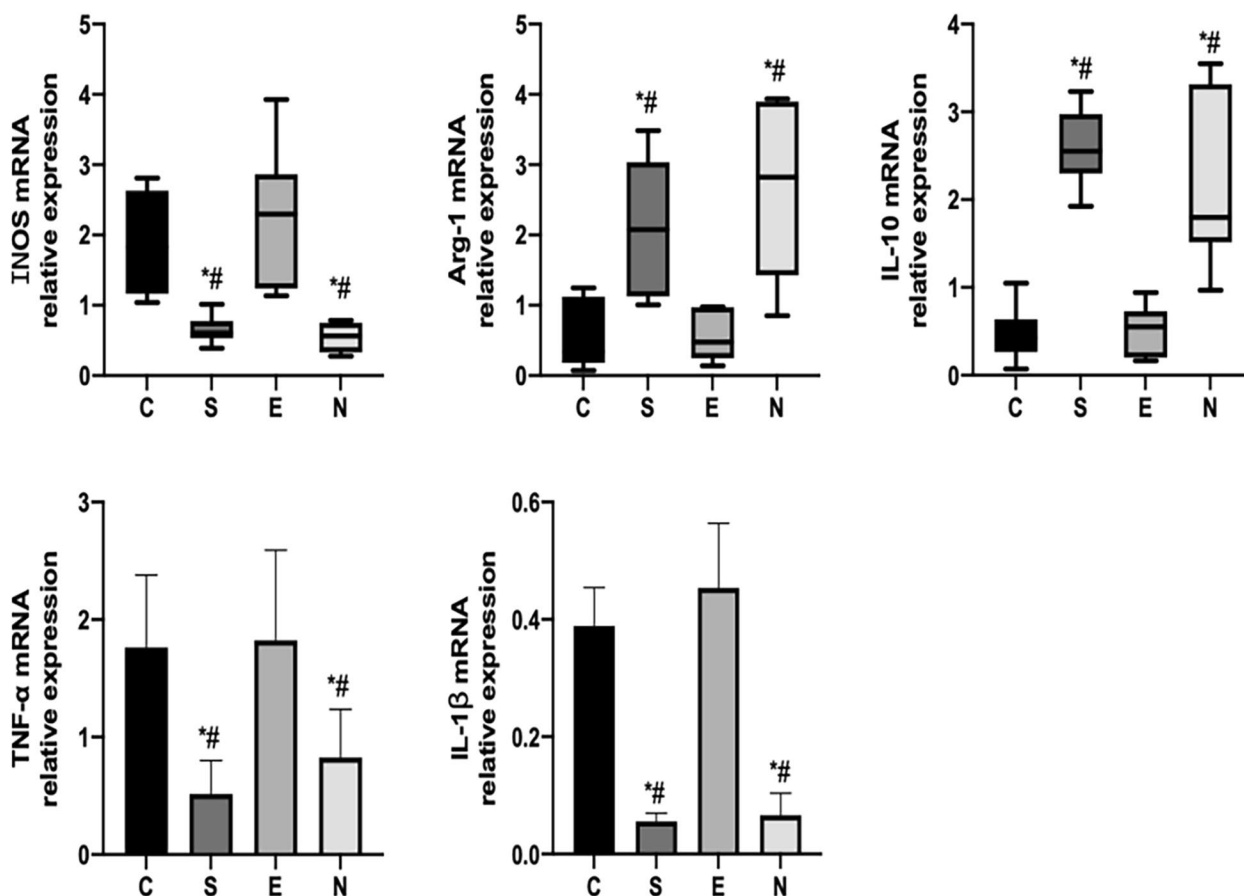 INOS mRNA
relative expression
5
4
3
2
1
0
*#
*#
C S E N
Arg-1 mRNA
relative expression
5
4
3
2
1
0
*#
*#
C S E N
IL-10 mRNA
relative expression
4
3
2
1
0
*#
*#
C S E N
TNF-α mRNA
relative expression
3
2
1
0
*#
*#
C S E N
IL-1β mRNA
relative expression
0.6
0.4
0.2
0.0
*#
*#
C S E N